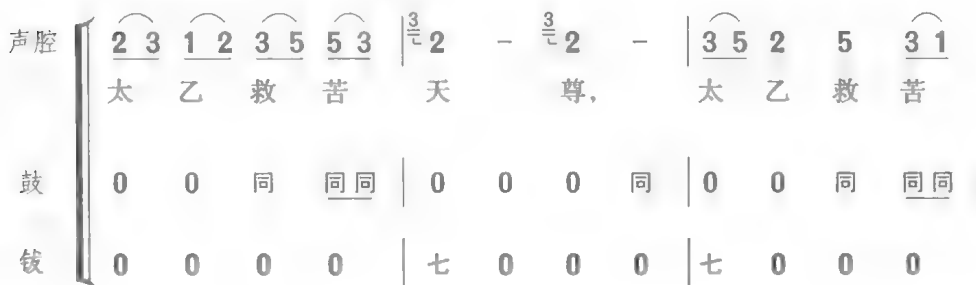 声腔 2 3 1 2 3 5 5 3 | 3 2 - 3 2 - | 3 5 2 5 3 1
太 乙 救 苦 天 尊, 太 乙 救 苦
鼓 0 0 同 同同 | 0 0 0 同 | 0 0 同 同同
钹 0 0 0 0 | 七 0 0 0 | 七 0 0 0